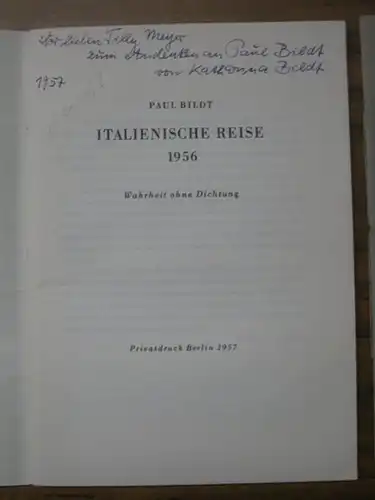 Der lieben Tilly Meyer
zum Andenken an Paul Bildt
von Katharina Bildt
1957
PAUL BILDT
ITALIENISCHE REISE
1956
Wahrheit ohne Dichtung
Privatdruck Berlin 1957